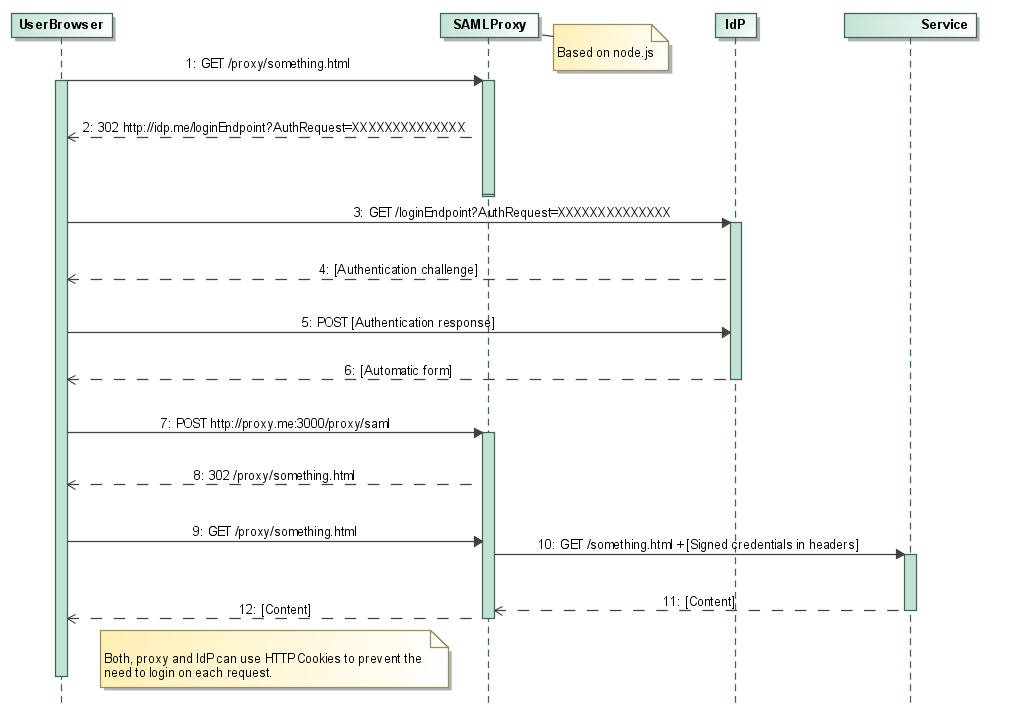 UserBrowser
SAMLProxy
IdP
Service
Based on node.js
1: GET /proxy/something.html
2: 302 http://idp.me/loginEndpoint?AuthRequest=XXXXXXXXXXXXXX
3: GET /loginEndpoint?AuthRequest=XXXXXXXXXXXXXX
4: [Authentication challenge]
5: POST [Authentication response]
6: [Automatic form]
7: POST http://proxy.me:3000/proxy/saml
8: 302 /proxy/something.html
9: GET /proxy/something.html
10: GET /something.html +[Signed credentials in headers]
11: [Content]
12: [Content]
Both, proxy and IdP can use HTTP Cookies to prevent the
need to login on each request.